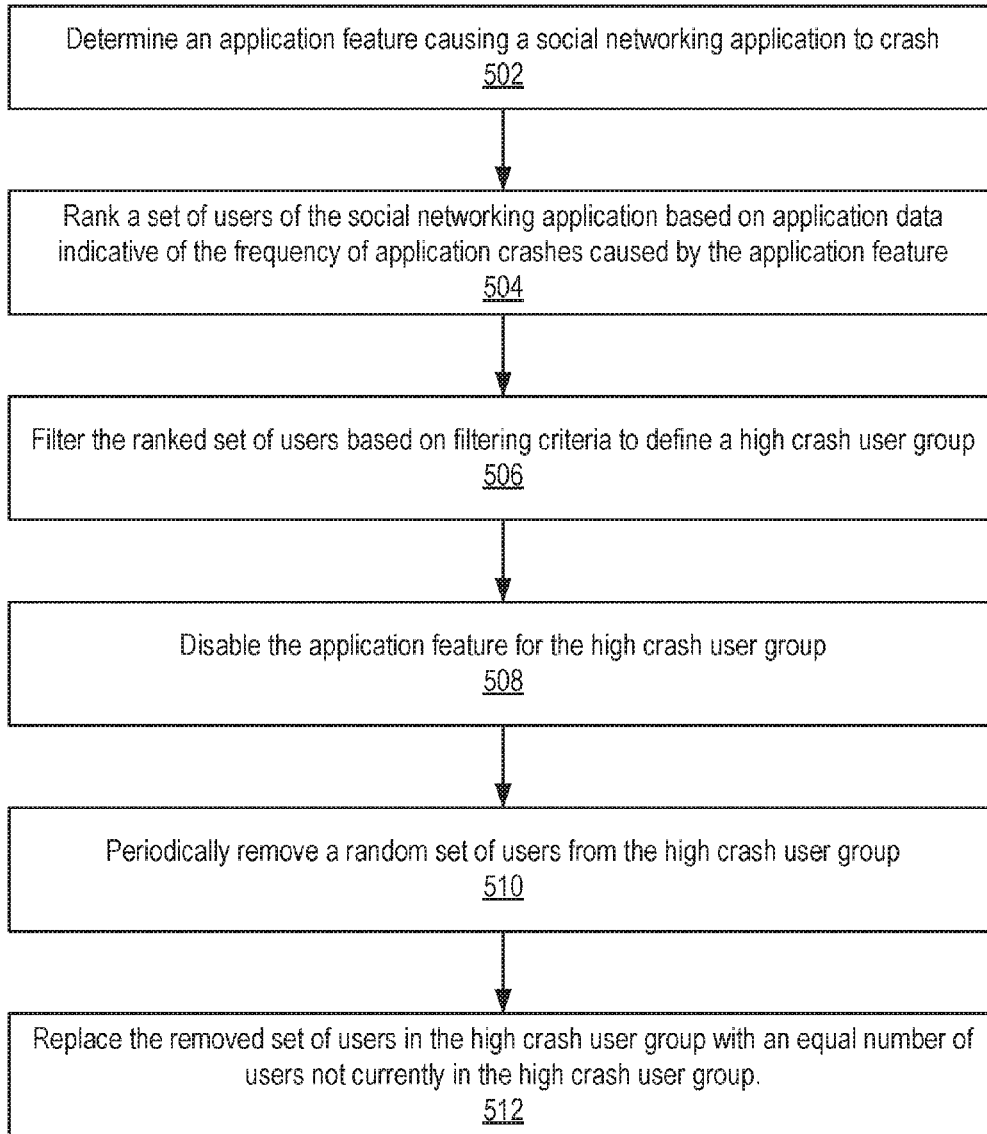 Determine an application feature causing a social networking application to crash
502
Rank a set of users of the social networking application based on application data
indicative of the frequency of application crashes caused by the application feature
504
Filter the ranked set of users based on filtering criteria to define a high crash user group
506
Disable the application feature for the high crash user group
508
Periodically remove a random set of users from the high crash user group
510
Replace the removed set of users in the high crash user group with an equal number of
users not currently in the high crash user group.
512